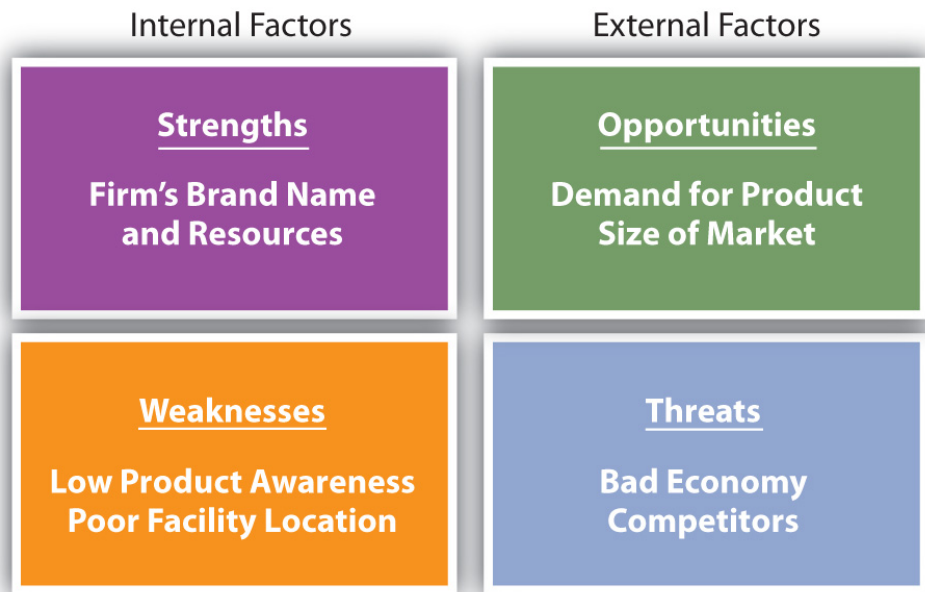 Internal Factors
External Factors
Strengths
Firm’s Brand Name
and Resources
Opportunities
Demand for Product
Size of Market
Weaknesses
Low Product Awareness
Poor Facility Location
Threats
Bad Economy
Competitors